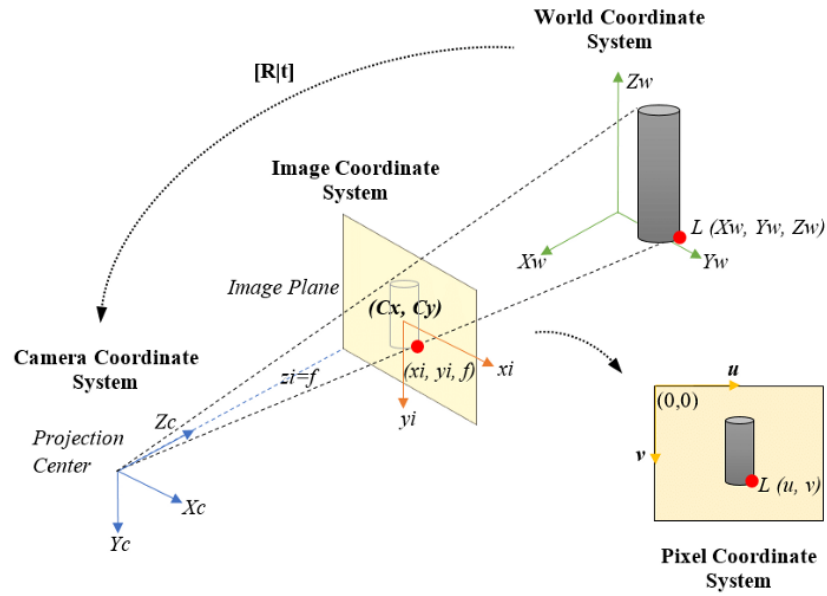 World Coordinate
System
[R|t]
Zw
Image Coordinate
System
L (Xw, Yw, Zw)
Xw
Yw
Image Plane
(Cx, Cy)
Camera Coordinate
System
zi=f
(xi, yi, f)
xi
yi
u
(0,0)
Projection
Center
Zc
v
L (u, v)
Xc
Yc
Pixel Coordinate
System